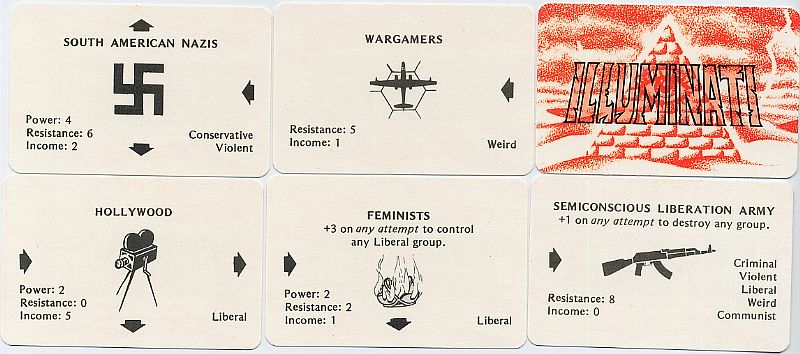 SOUTH AMERICAN NAZIS
Power: 4
Resistance: 6
Income: 2
Conservative
Violent
WARGAMERS
Resistance: 5
Income: 1
Weird
ILLUMINATI
HOLLYWOOD
Power: 2
Resistance: 0
Income: 5
Liberal
FEMINISTS
+3 on any attempt to control
any Liberal group.
Power: 2
Resistance: 2
Income: 1
Liberal
SEMICONSCIOUS LIBERATION ARMY
+1 on any attempt to destroy any group.
Resistance: 8
Income: 0
Criminal
Violent
Liberal
Weird
Communist